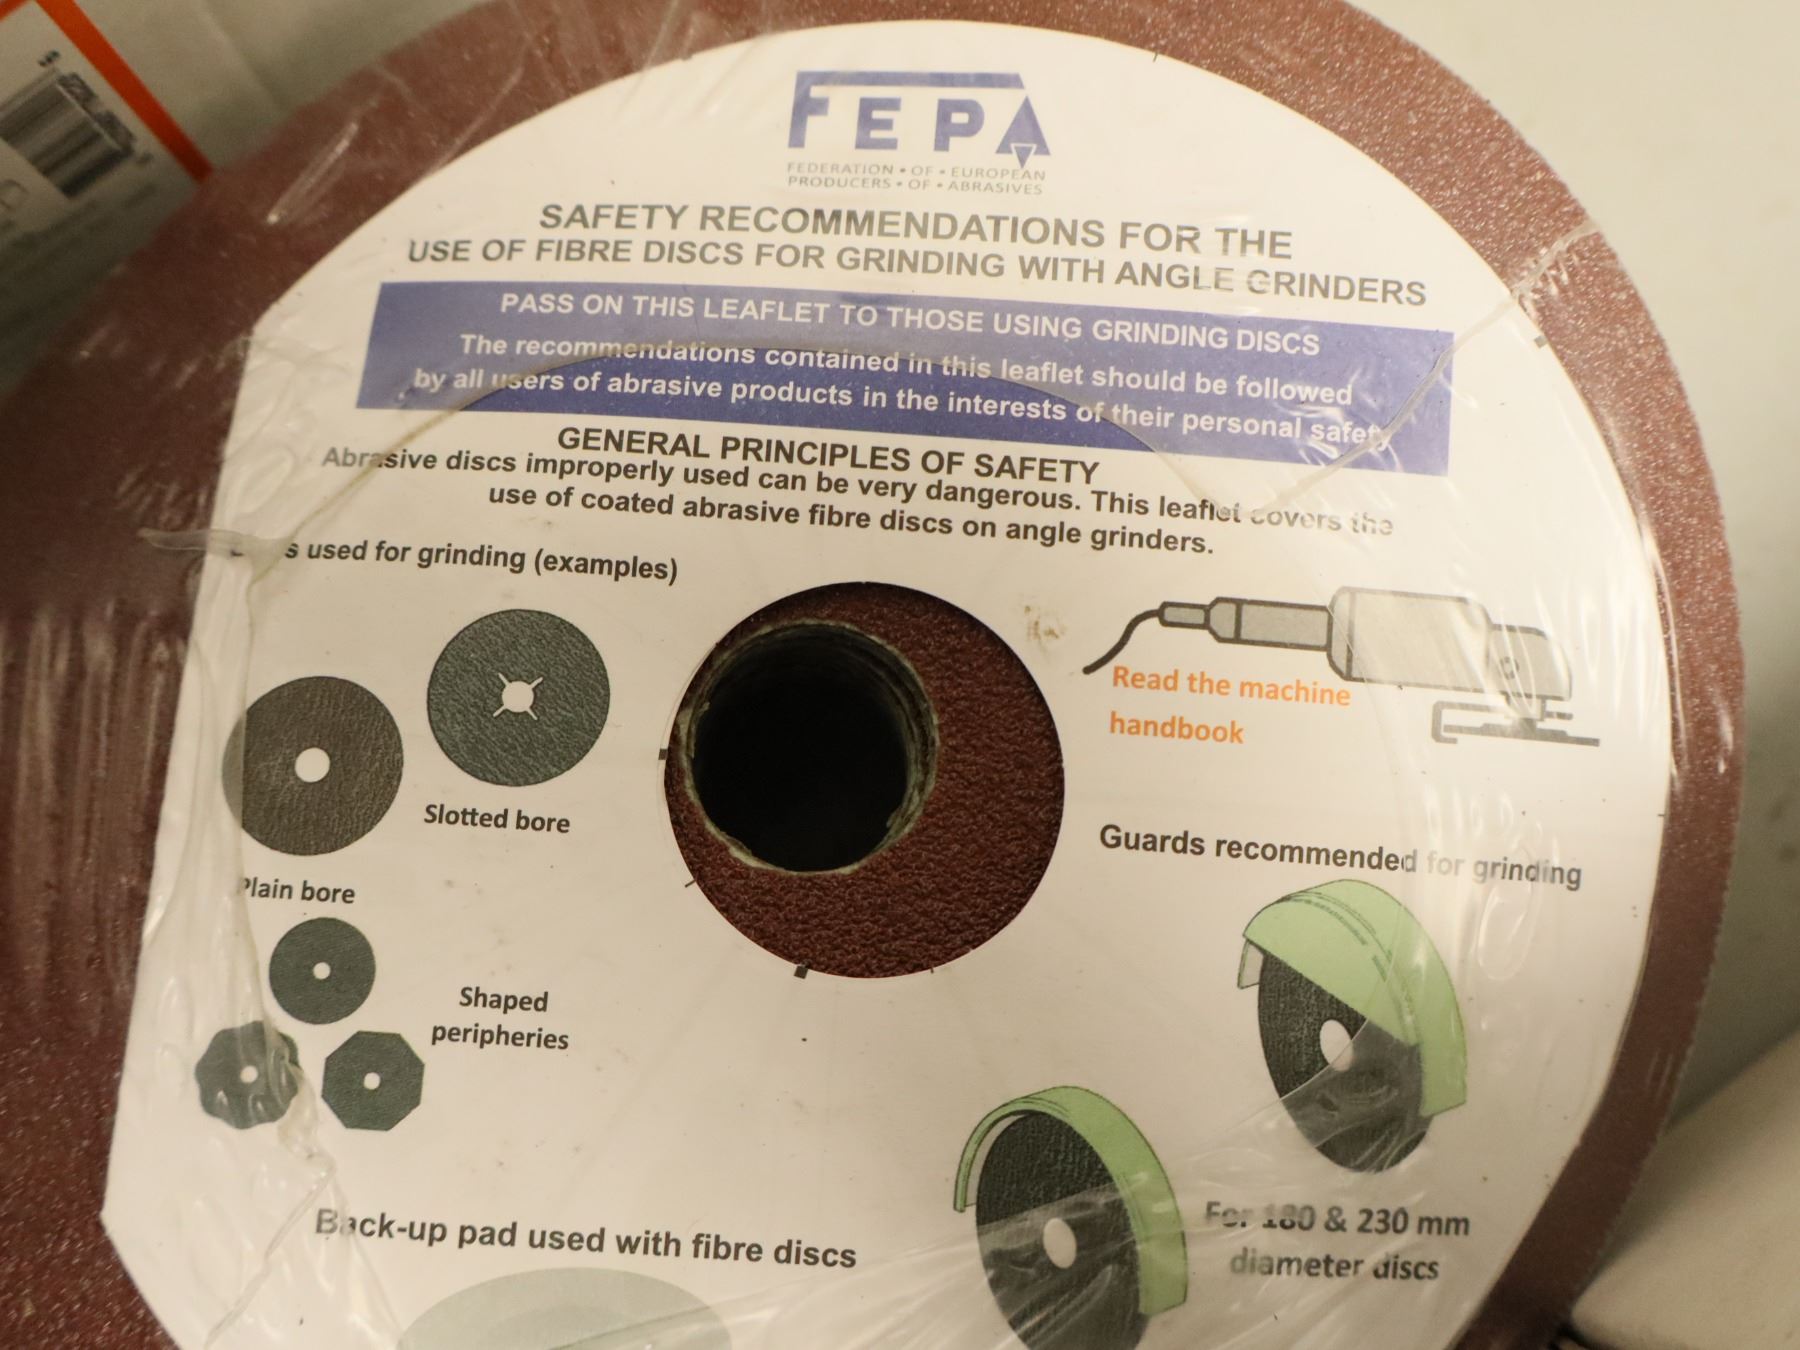 FEPA
FEDERATION • OF • EUROPEAN
PRODUCERS • OF • ABRASIVES
SAFETY RECOMMENDATIONS FOR THE
USE OF FIBRE DISCS FOR GRINDING WITH ANGLE GRINDERS
PASS ON THIS LEAFLET TO THOSE USING GRINDING DISCS
The recommendations contained in this leaflet should be followed
by all users of abrasive products in the interests of their personal safety
GENERAL PRINCIPLES OF SAFETY
Abrasive discs improperly used can be very dangerous. This leaflet covers the
use of coated abrasive fibre discs on angle grinders.
used for grinding (examples)
Read the machine
handbook
Slotted bore
Plain bore
Guards recommended for grinding
Shaped
peripheries
For 180 & 230 mm
diameter discs
Back-up pad used with fibre discs